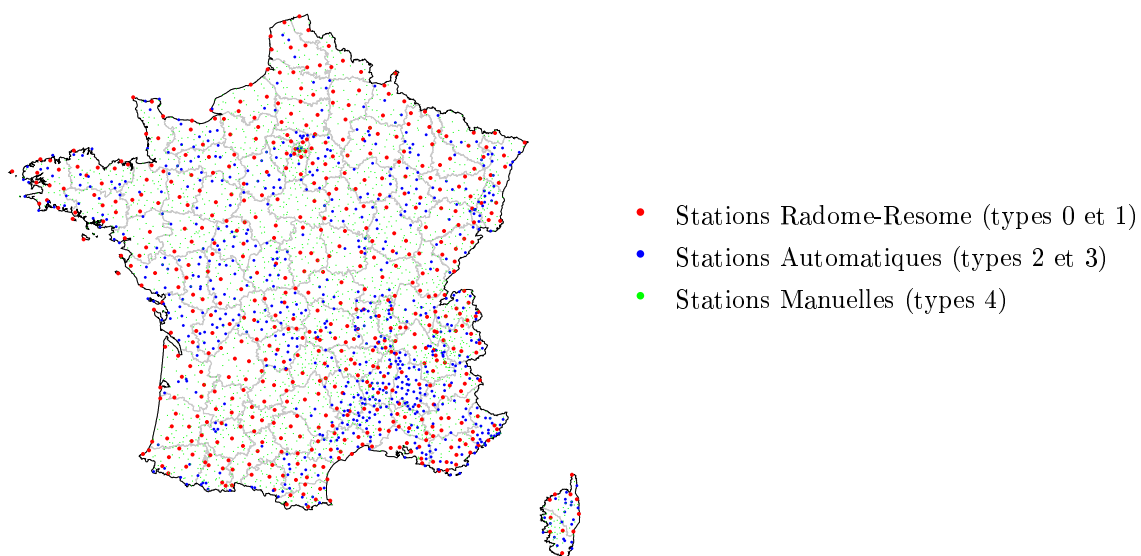 Stations Radome-Resome (types 0 et 1)
Stations Automatiques (types 2 et 3)
Stations Manuelles (types 4)